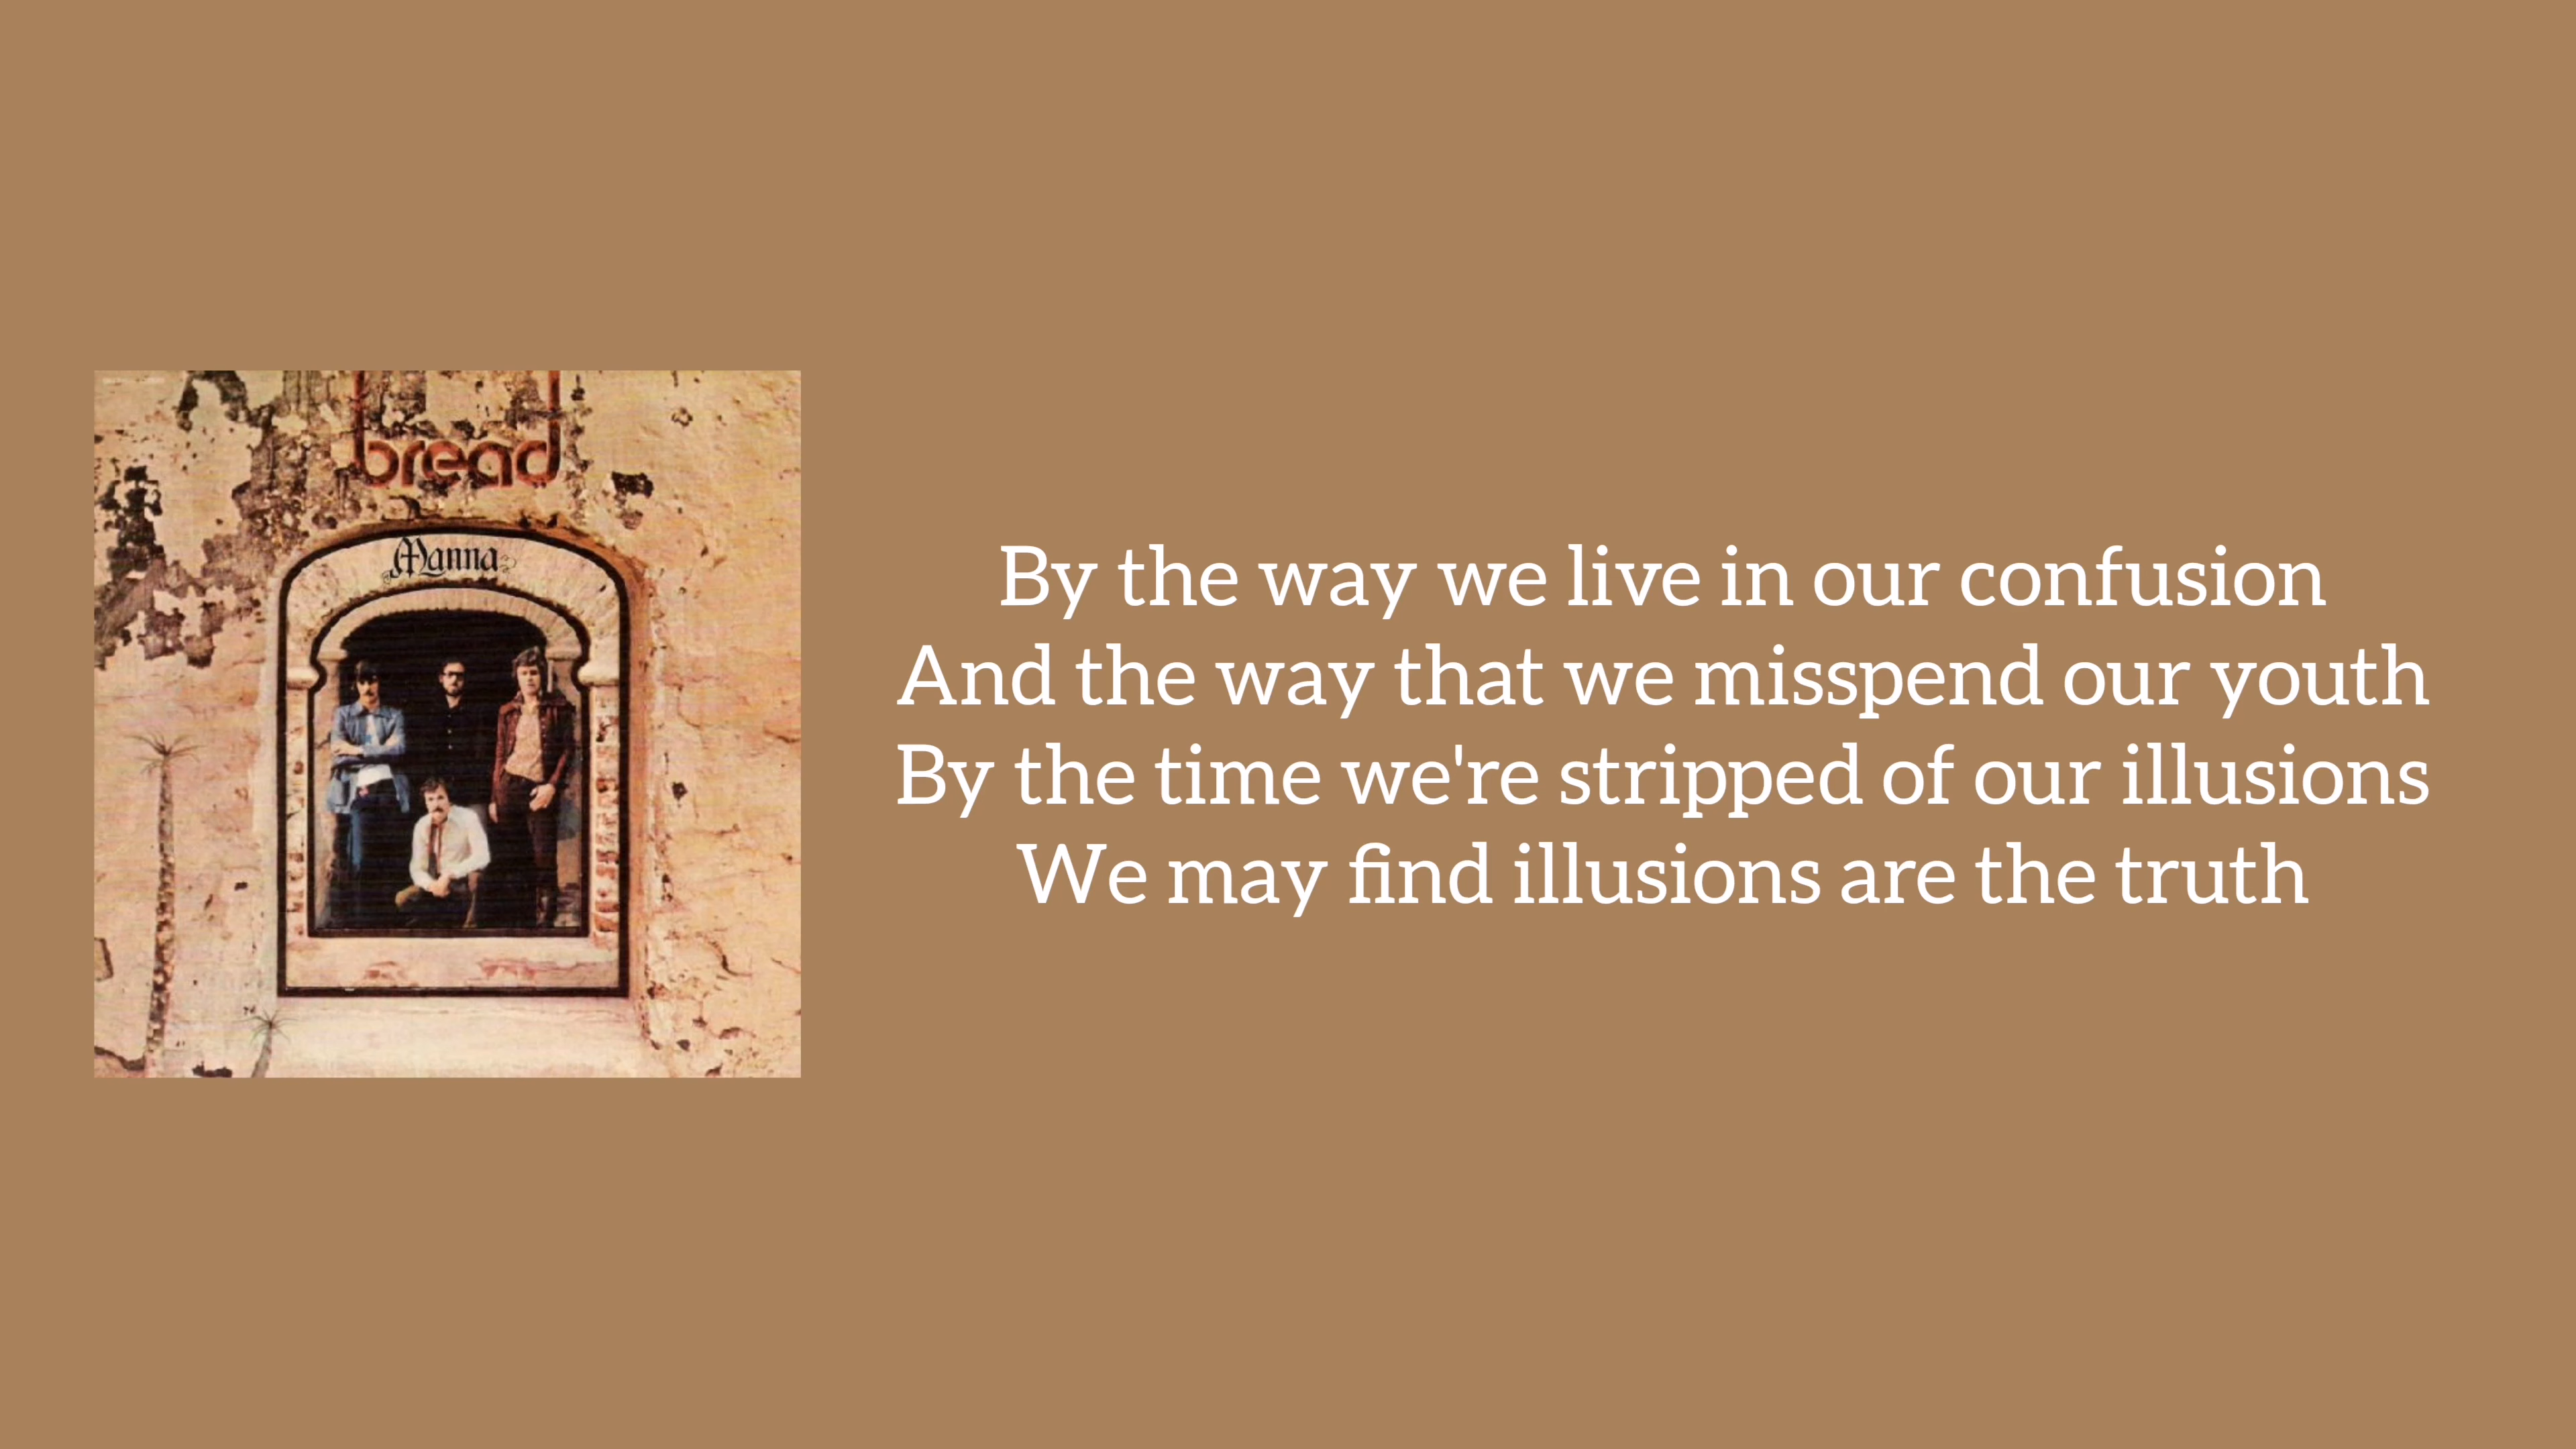 bread
Manna
By the way we live in our confusion
And the way that we misspend our youth
By the time we're stripped of our illusions
We may find illusions are the truth